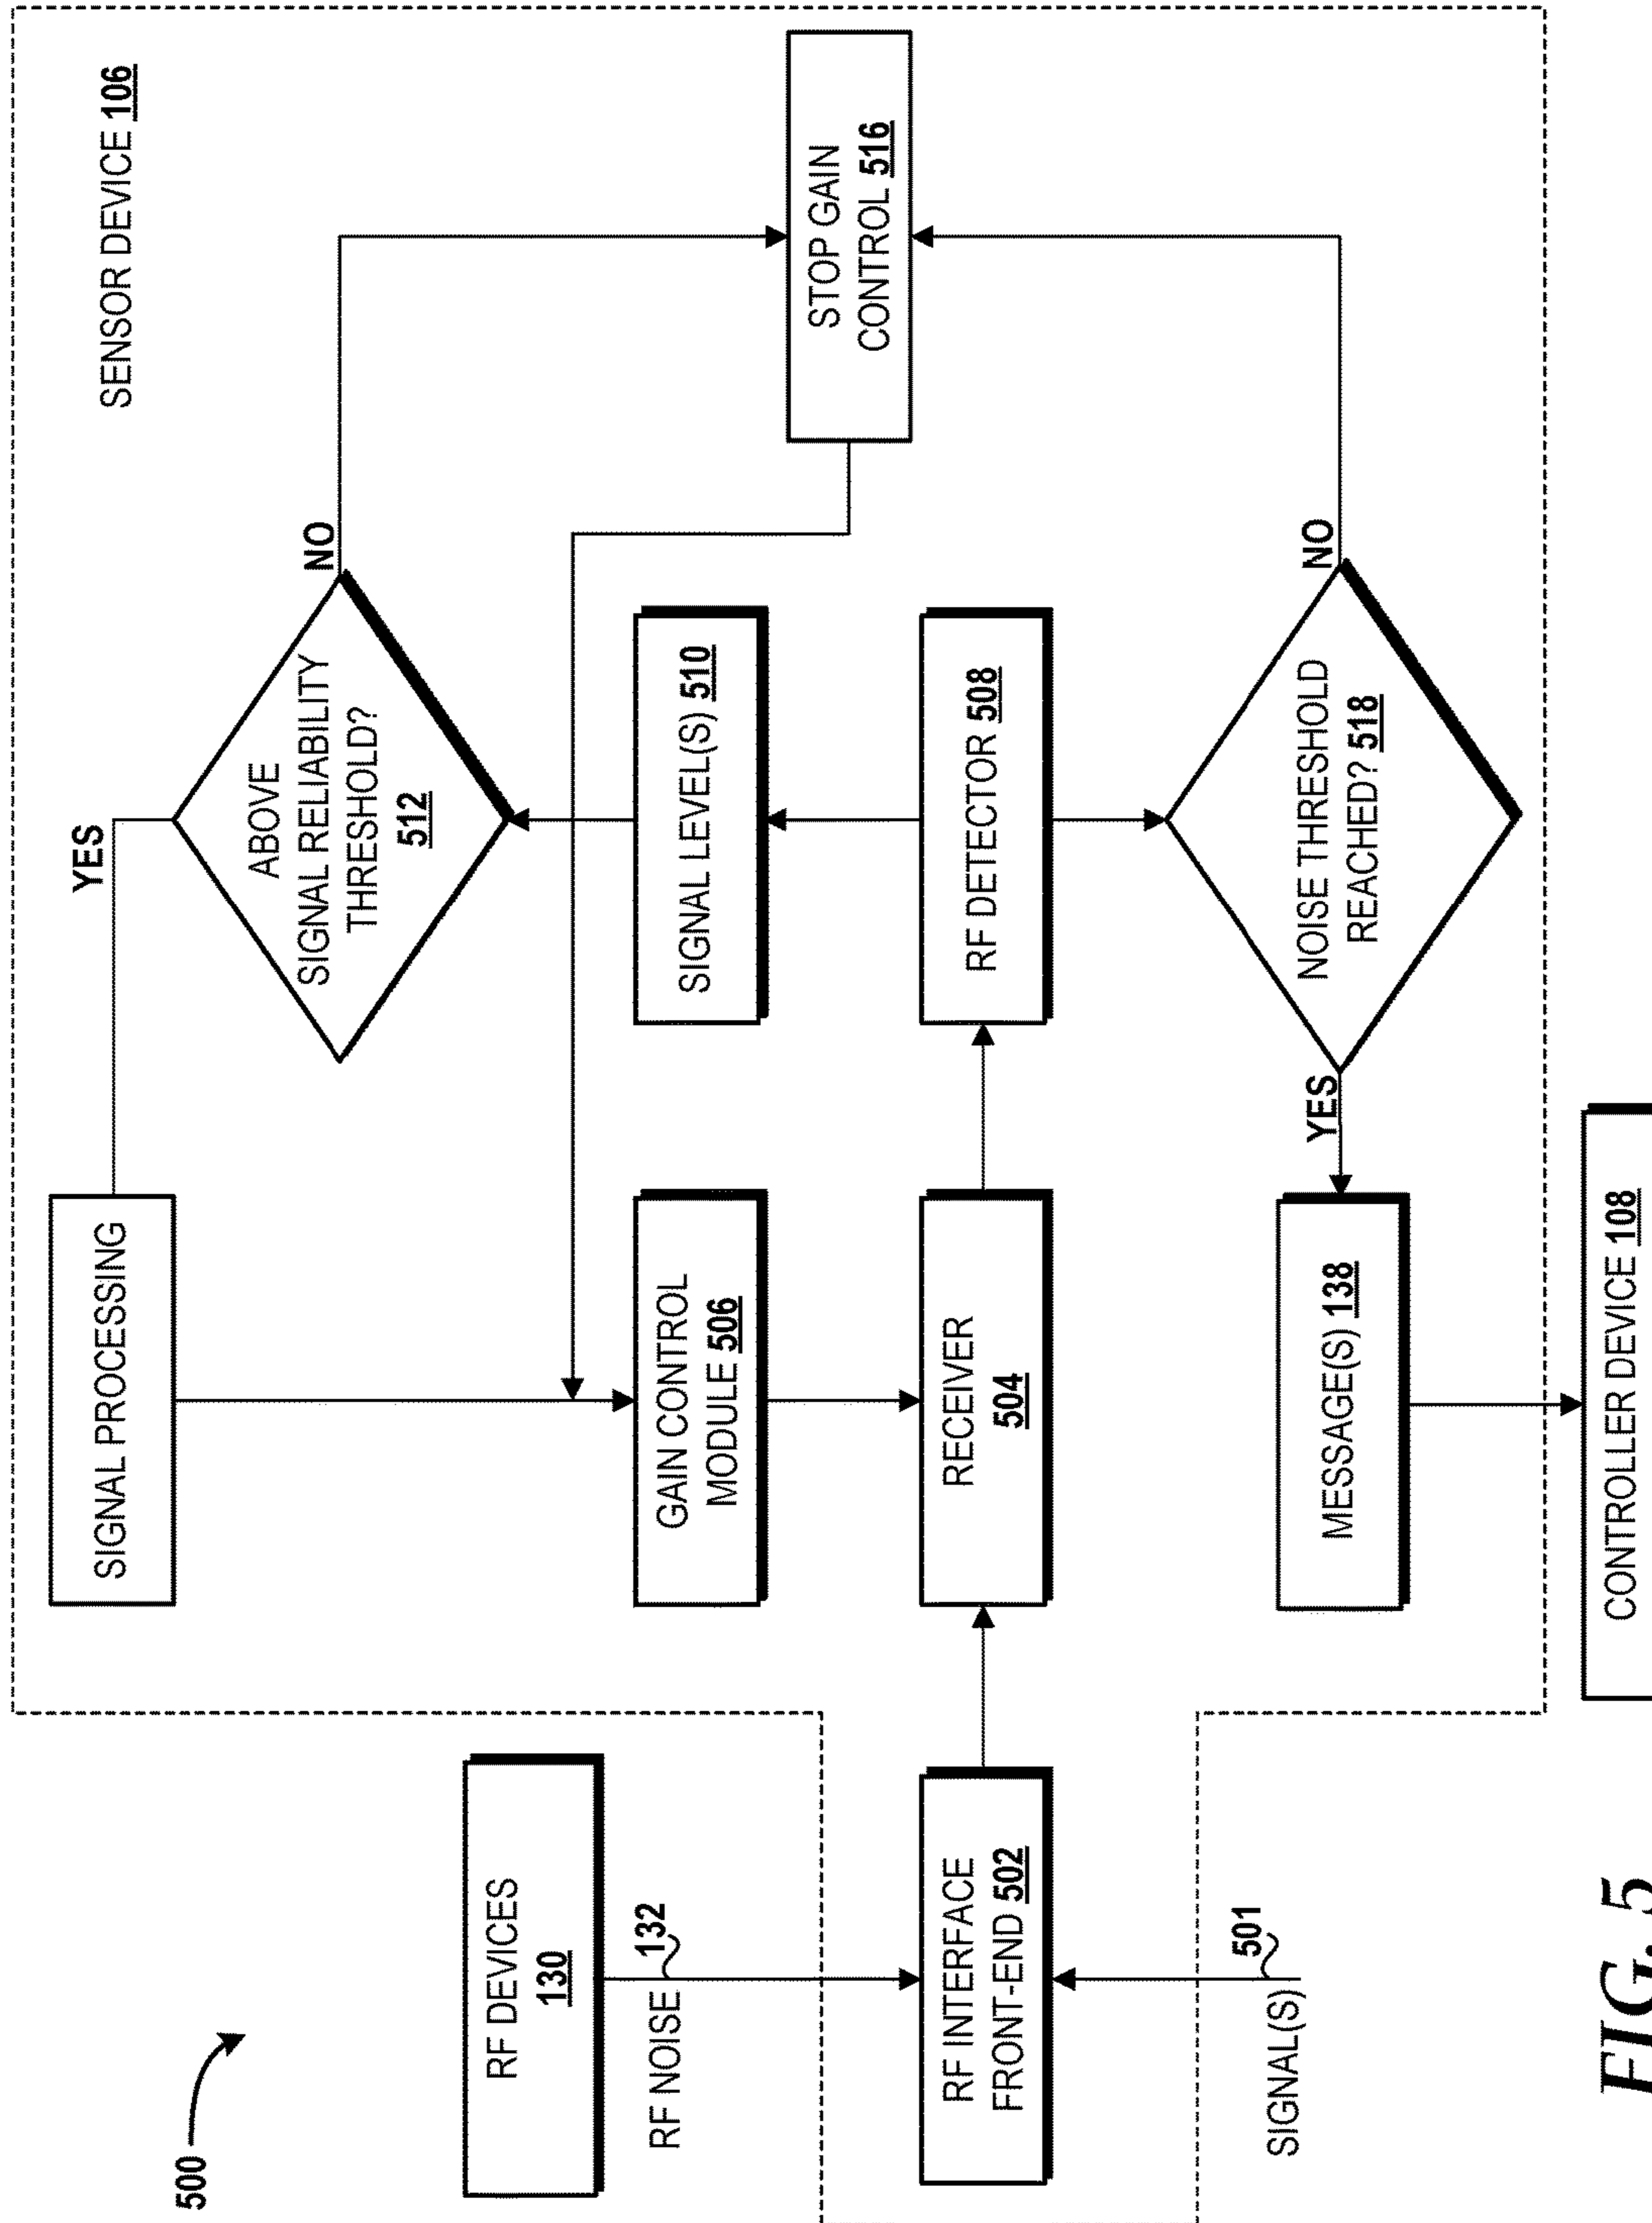 500
SENSOR DEVICE 106
SIGNAL PROCESSING
YES
ABOVE
SIGNAL RELIABILITY
THRESHOLD?
512
NO
RF DEVICES
130
RF NOISE 132
GAIN CONTROL
MODULE 506
SIGNAL LEVEL(S) 510
STOP GAIN
CONTROL 516
RF INTERFACE
FRONT-END 502
RECEIVER
504
RF DETECTOR 508
SIGNAL(S)
501
MESSAGE(S) 138
YES
NOISE THRESHOLD
REACHED? 518
NO
CONTROLLER DEVICE 108
FIG. 5